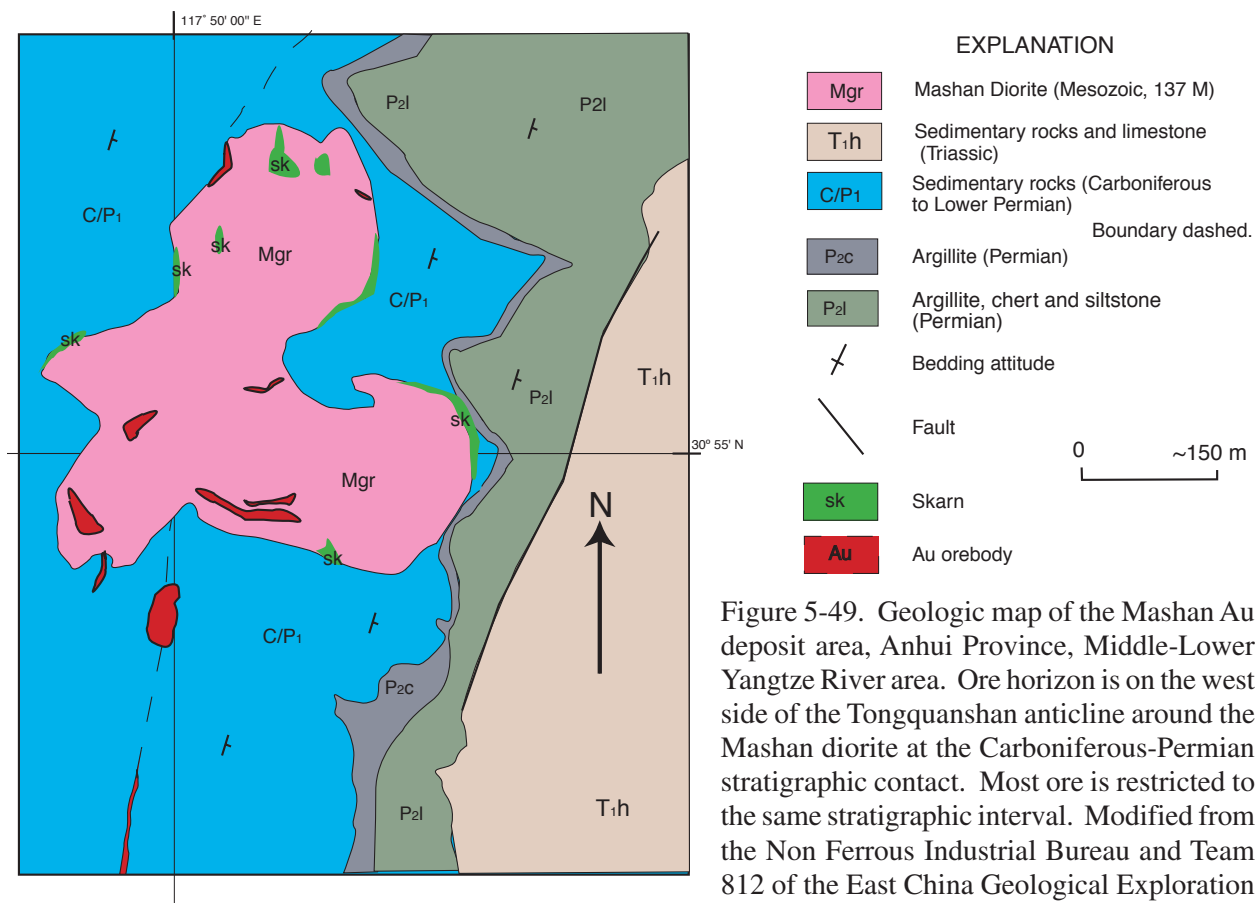 117° 50' 00" E
P2l
P2l
sk
C/P1
sk
Mgr
sk
C/P1
sk
T1h
P2l
sk
30° 55' N
Mgr
N
sk
C/P1
P2c
P2l
T1h
EXPLANATION
Mgr
Mashan Diorite (Mesozoic, 137 M)
T1h
Sedimentary rocks and limestone
(Triassic)
C/P1
Sedimentary rocks (Carboniferous
to Lower Permian)
Boundary dashed.
P2c
Argillite (Permian)
P2l
Argillite, chert and siltstone
(Permian)
Bedding attitude
Fault
0 ~150 m
sk
Skarn
Au
Au orebody
Figure 5-49. Geologic map of the Mashan Au
deposit area, Anhui Province, Middle-Lower
Yangtze River area. Ore horizon is on the west
side of the Tongquanshan anticline around the
Mashan diorite at the Carboniferous-Permian
stratigraphic contact. Most ore is restricted to
the same stratigraphic interval. Modified from
the Non Ferrous Industrial Bureau and Team
812 of the East China Geological Exploration